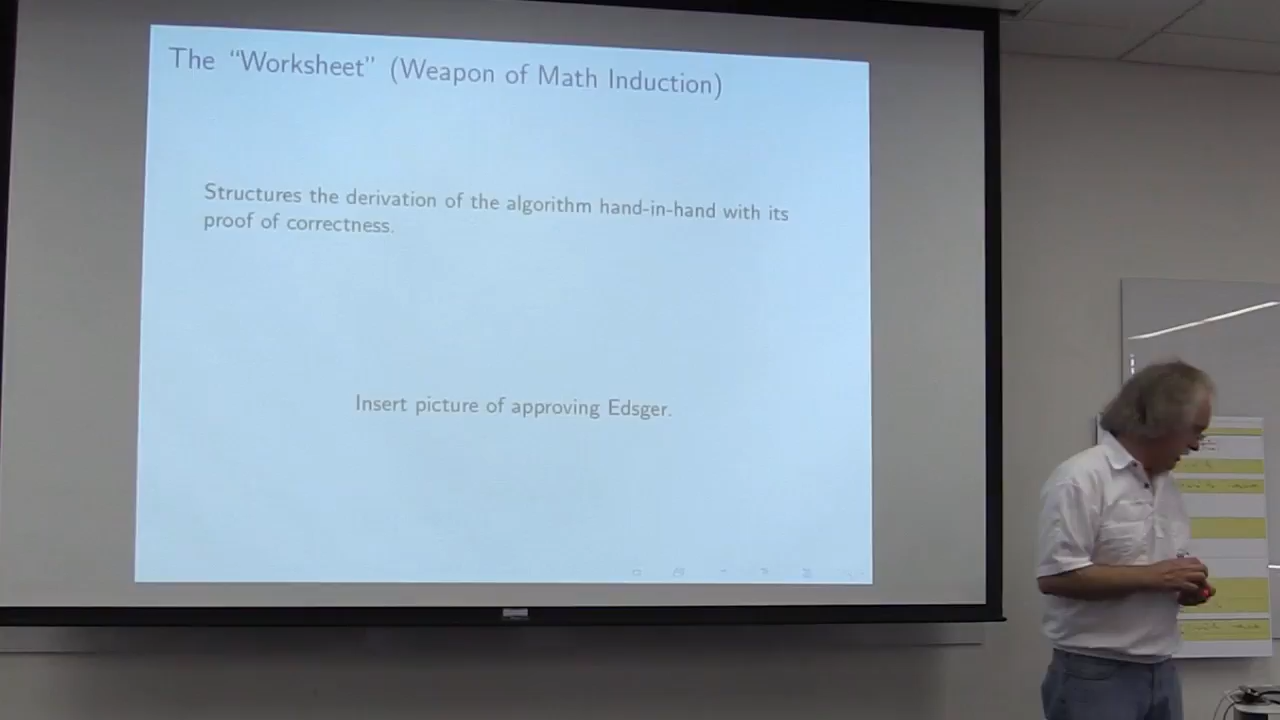 The “Worksheet” (Weapon of Math Induction)
Structures the derivation of the algorithm hand-in-hand with its
proof of correctness.
Insert picture of approving Edsger.